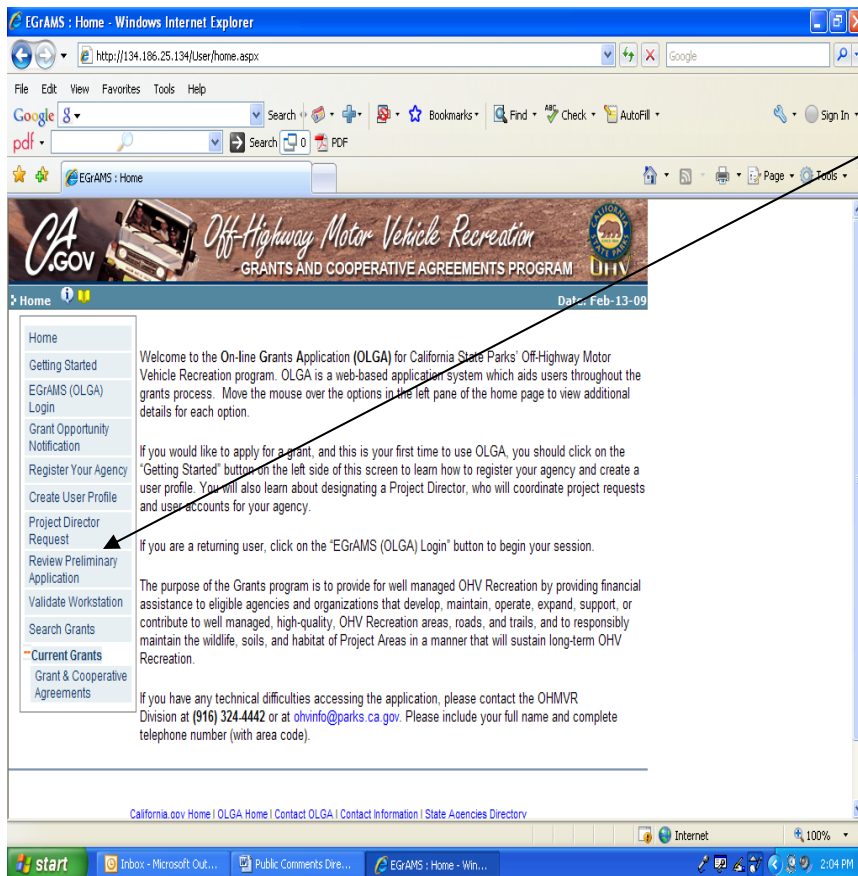 EGrAMS : Home - Windows Internet Explorer
http://134.186.25.134/User/home.aspx
Google
File Edit View Favorites Tools Help
Google Search Bookmarks Find Check AutoFill Sign In
pdf Search 0 PDF
EGrAMS : Home Page Tools
CA.GOV
Off-Highway Motor Vehicle Recreation
GRANTS AND COOPERATIVE AGREEMENTS PROGRAM
CALIFORNIA
STATE PARKS
OHV
Home Date: Feb-13-09
Home
Getting Started
EGrAMS (OLGA)
Login
Grant Opportunity
Notification
Register Your Agency
Create User Profile
Project Director
Request
Review Preliminary
Application
Validate Workstation
Search Grants
Current Grants
Grant & Cooperative
Agreements
Welcome to the On-line Grants Application (OLGA) for California State Parks' Off-Highway Motor
Vehicle Recreation program. OLGA is a web-based application system which aids users throughout the
grants process. Move the mouse over the options in the left pane of the home page to view additional
details for each option.
If you would like to apply for a grant, and this is your first time to use OLGA, you should click on the
"Getting Started" button on the left side of this screen to learn how to register your agency and create a
user profile. You will also learn about designating a Project Director, who will coordinate project requests
and user accounts for your agency.
If you are a returning user, click on the "EGrAMS (OLGA) Login" button to begin your session.
The purpose of the Grants program is to provide for well managed OHV Recreation by providing financial
assistance to eligible agencies and organizations that develop, maintain, operate, expand, support, or
contribute to well managed, high-quality, OHV Recreation areas, roads, and trails, and to responsibly
maintain the wildlife, soils, and habitat of Project Areas in a manner that will sustain long-term OHV
Recreation.
If you have any technical difficulties accessing the application, please contact the OHMVR
Division at (916) 324-4442 or at ohvinfo@parks.ca.gov. Please include your full name and complete
telephone number (with area code).
California.gov Home | OLGA Home | Contact OLGA | Contact Information | State Agencies Directory
Internet 100%
start Inbox - Microsoft Out... Public Comments Dire... EGrAMS : Home - Win... 2:04 PM